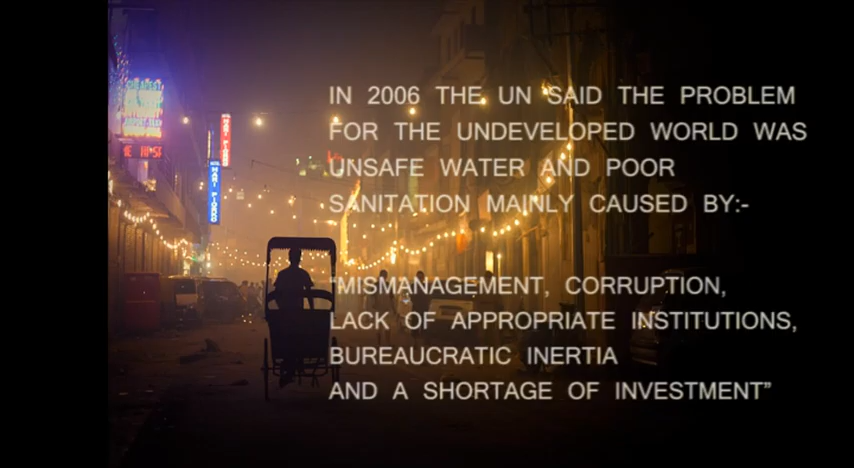 IN 2006 THE UN SAID THE PROBLEM
FOR THE UNDEVELOPED WORLD WAS
UNSAFE WATER AND POOR
SANITATION MAINLY CAUSED BY:-
"MISMANAGEMENT, CORRUPTION,
LACK OF APPROPRIATE INSTITUTIONS,
BUREAUCRATIC INERTIA
AND A SHORTAGE OF INVESTMENT”